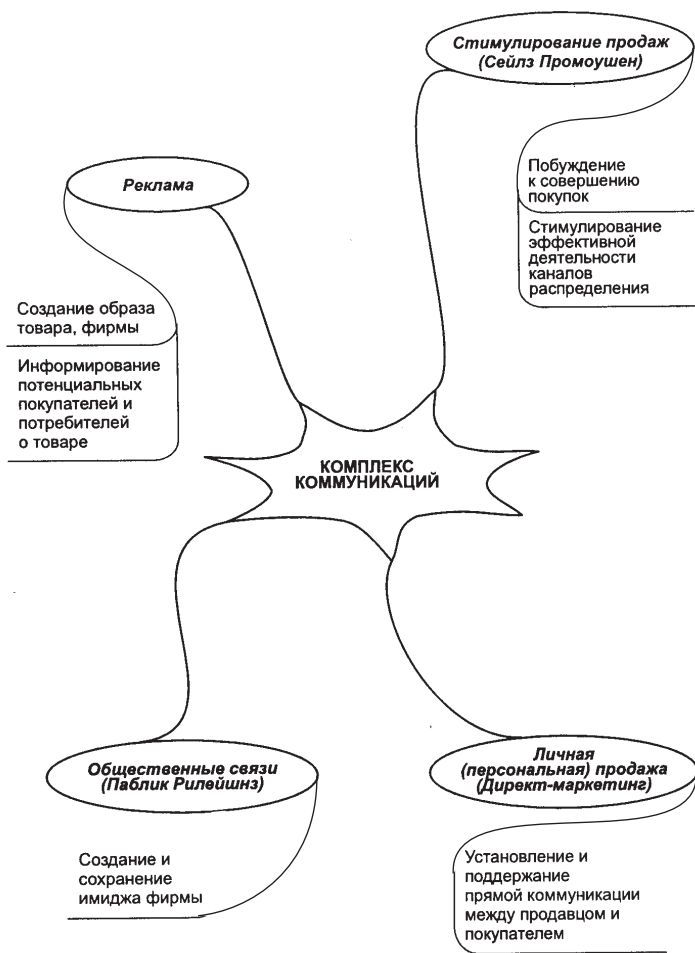 Стимулирование продаж
(Сейлз Промоушен)
Побуждение
к совершению
покупок
Стимулирование
эффективной
деятельности
каналов
распределения
Реклама
Создание образа
товара, фирмы
Информирование
потенциальных
покупателей и
потребителей
о товаре
КОМПЛЕКС
КОММУНИКАЦИЙ
Общественные связи
(Паблик Рилейшнз)
Создание и
сохранение
имиджа фирмы
Личная
(персональная) продажа
(Директ-маркетинг)
Установление и
поддержание
прямой коммуникации
между продавцом и
покупателем